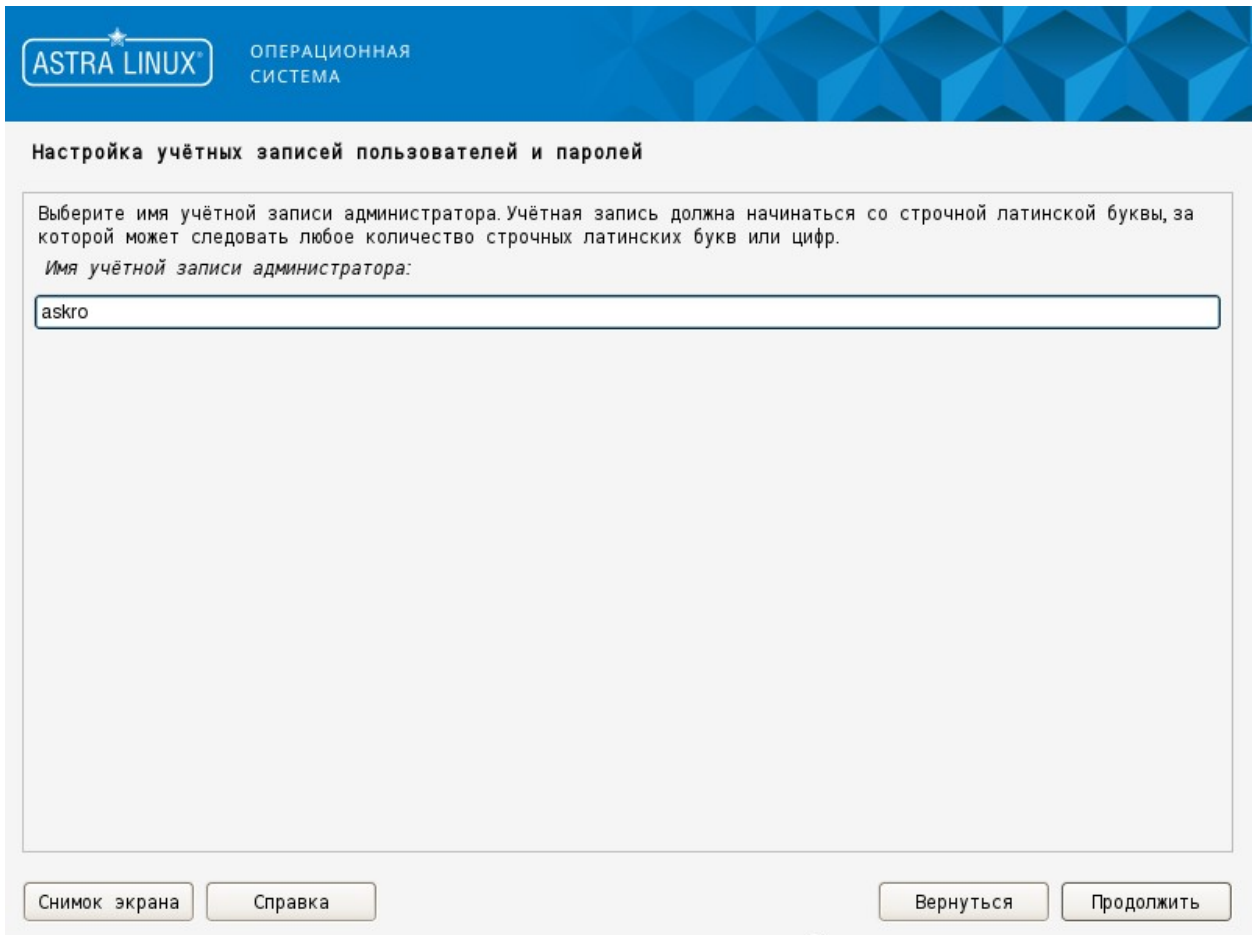 ASTRA LINUX®
ОПЕРАЦИОННАЯ
СИСТЕМА
Настройка учётных записей пользователей и паролей
Выберите имя учётной записи администратора. Учётная запись должна начинаться со строчной латинской буквы, за
которой может следовать любое количество строчных латинских букв или цифр.
Имя учётной записи администратора:
askro
Снимок экрана
Справка
Вернуться
Продолжить